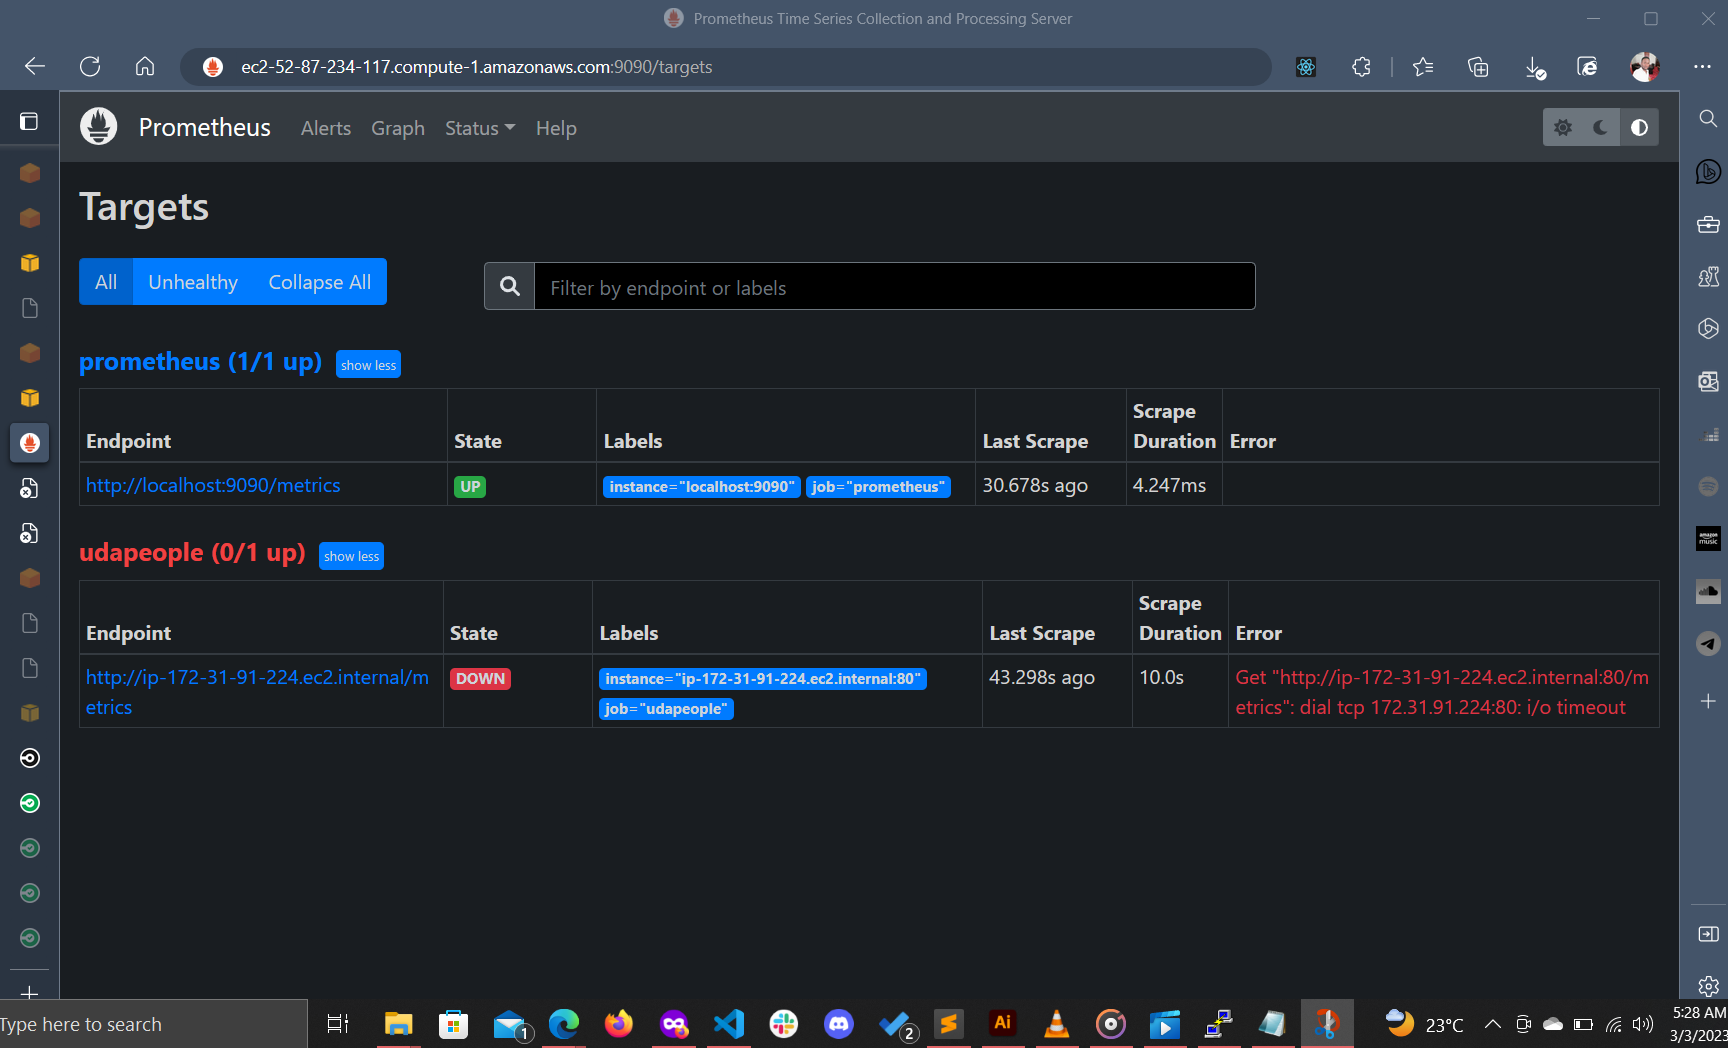 Prometheus Time Series Collection and Processing Server
ec2-52-87-234-117.compute-1.amazonaws.com:9090/targets
Prometheus Alerts Graph Status Help
Targets
All Unhealthy Collapse All
Filter by endpoint or labels
prometheus (1/1 up) show less
Endpoint State Labels Last Scrape Scrape Duration Error
http://localhost:9090/metrics UP instance="localhost:9090" job="prometheus" 30.678s ago 4.247ms
udapeople (0/1 up) show less
Endpoint State Labels Last Scrape Scrape Duration Error
http://ip-172-31-91-224.ec2.internal/m DOWN instance="ip-172-31-91-224.ec2.internal:80" 43.298s ago 10.0s Get "http://ip-172-31-91-224.ec2.internal:80/m
etrics job="udapeople" etrics": dial tcp 172.31.91.224:80: i/o timeout
amazon
music
Type here to search
1
2
Ai
23°C
5:28 AM
3/3/2023